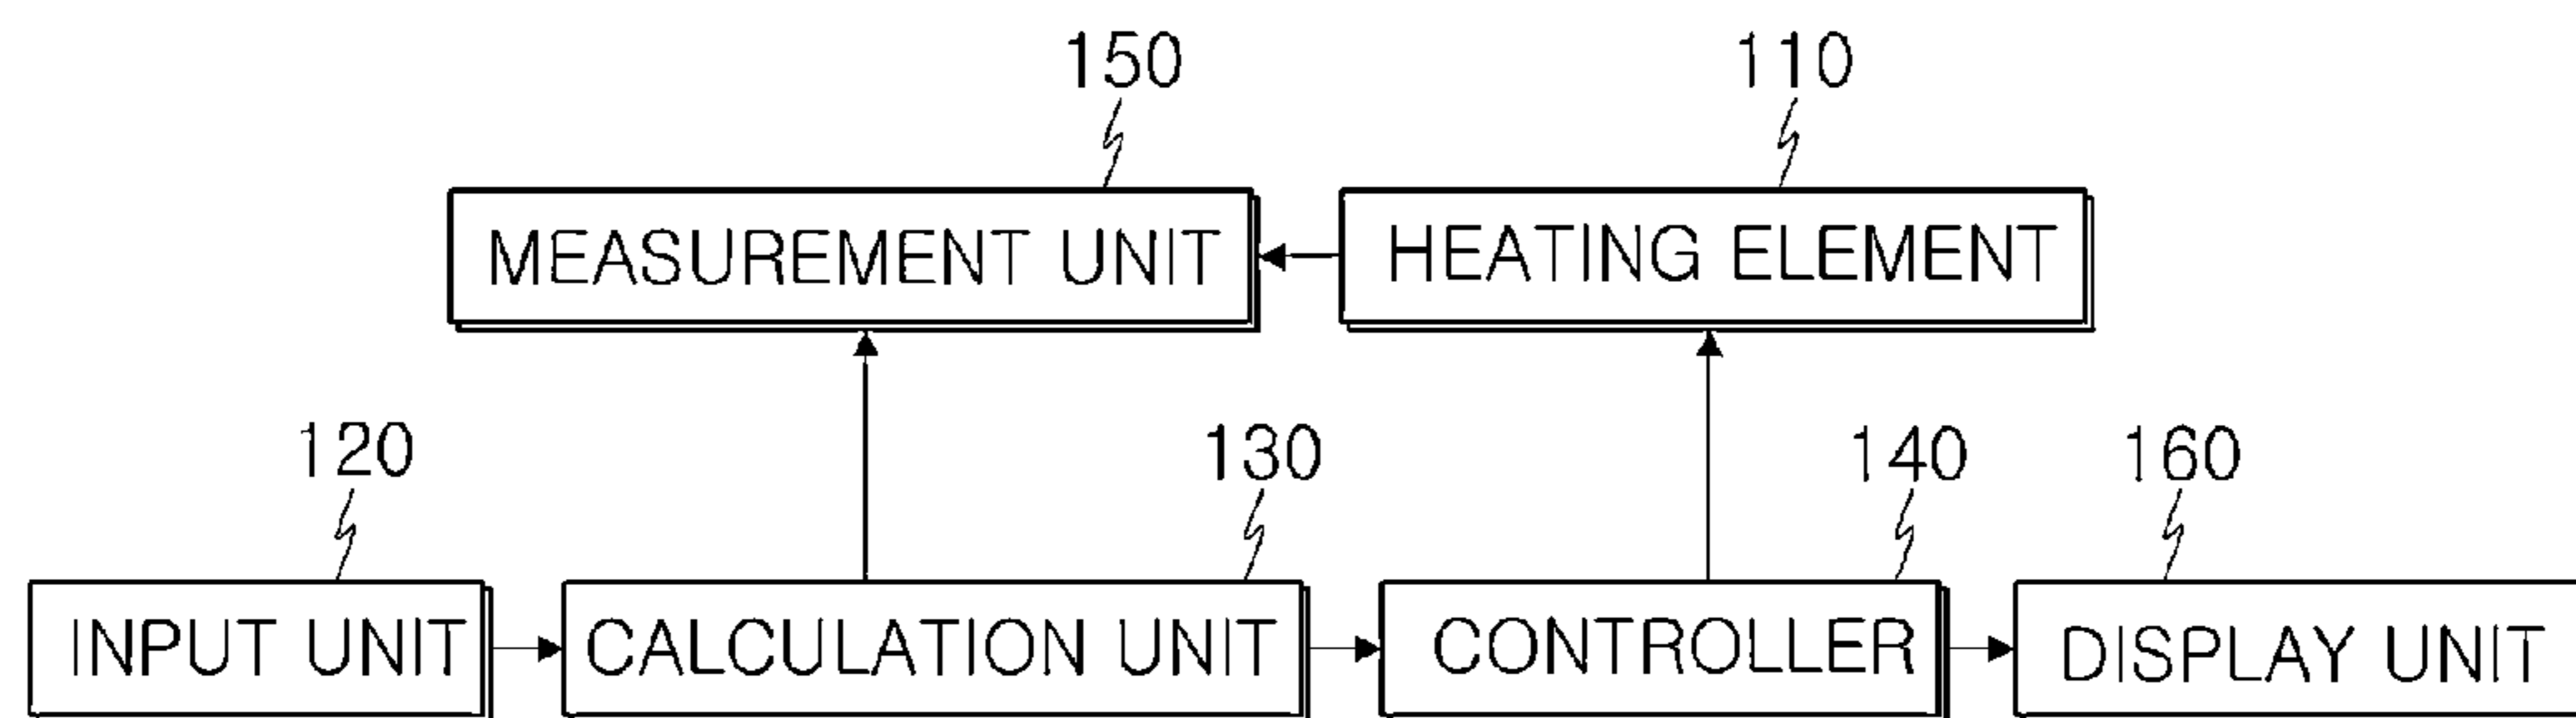 150 110
MEASUREMENT UNIT HEATING ELEMENT
120 130 140 160
INPUT UNIT CALCULATION UNIT CONTROLLER DISPLAY UNIT